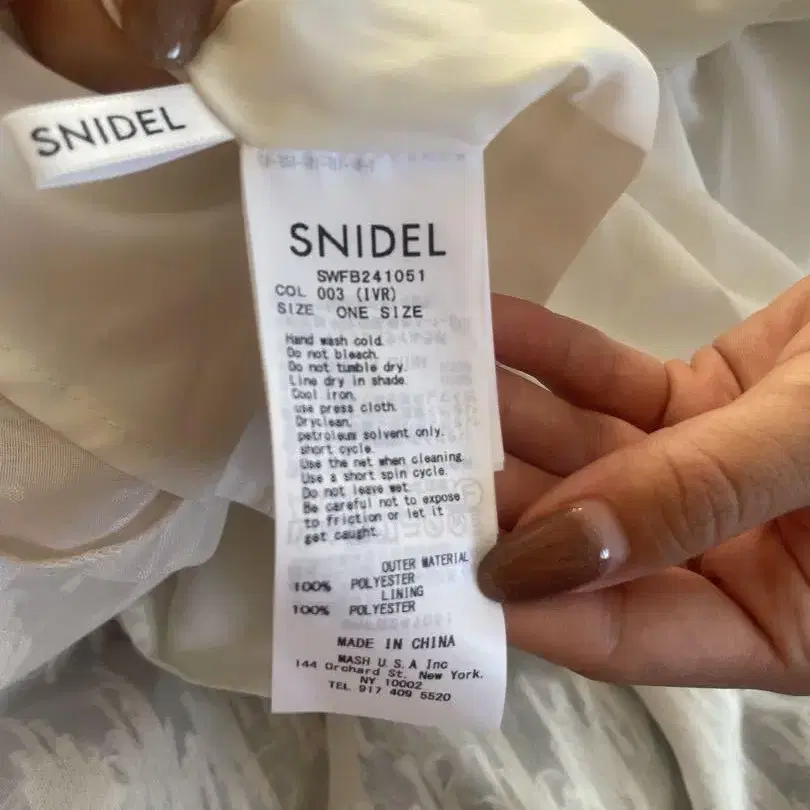 SNIDEL
SNIDEL
SWFB241051
COL 003 (IVR)
SIZE ONE SIZE
Hand wash cold.
Do not bleach.
Do not tumble dry.
Line dry in shade.
Cool iron.
use press cloth.
Dryclean,
petroleum solvent only.
short cycle.
Use the net when cleaning.
Use a short spin cycle.
Do not leave wet.
Be careful not to expose
to friction or let it
get caught.
OUTER MATERIAL
100% POLYESTER
LINING
100% POLYESTER
MADE IN CHINA
MASH U.S.A Inc
144 Orchard St. New York.
NY 10002
TEL 917 409 5520